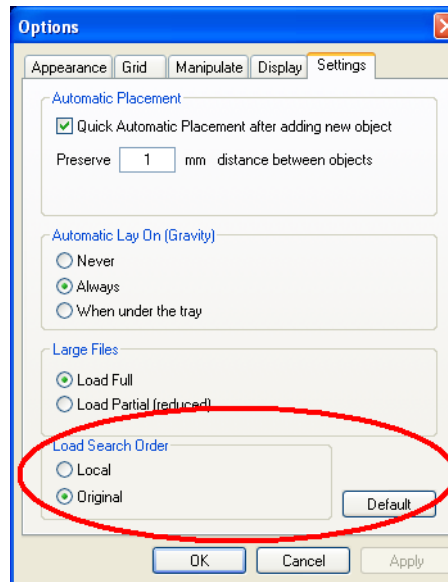 Options
Appearance Grid Manipulate Display Settings
Automatic Placement
Quick Automatic Placement after adding new object
Preserve 1 mm distance between objects
Automatic Lay On (Gravity)
Never
Always
When under the tray
Large Files
Load Full
Load Partial (reduced)
Load Search Order
Local
Original
Default
OK Cancel Apply